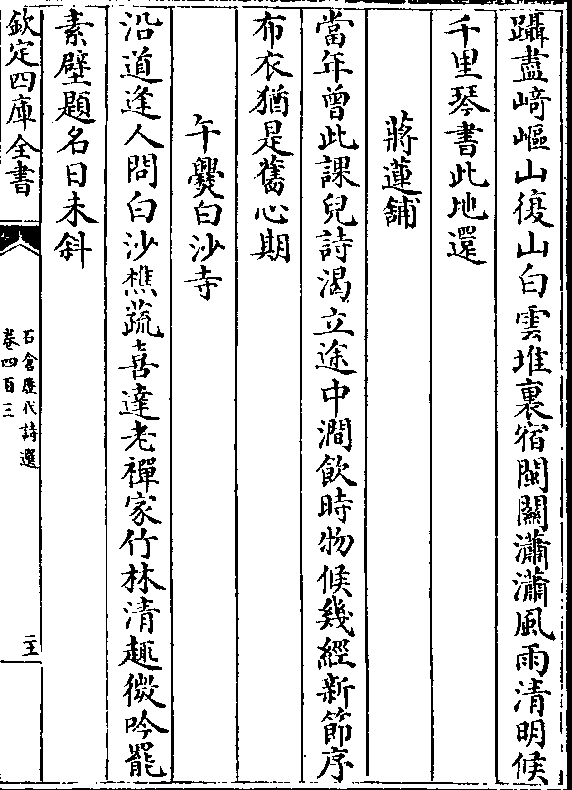 躡盡﨑嶇山復山白雲堆裏宿閩關瀟瀟風雨清明候
千里琴書此地還
蔣蓮舖
當年曾此課兒詩渴立途中澗飲時物候幾經新節序
布衣猶是舊心期
午爨白沙寺
沿道逢人問白沙樵蔬喜達老禪家竹林清趣微吟罷
素壁題名日未斜
欽定四庫全書
石倉歷代詩選
卷四百三